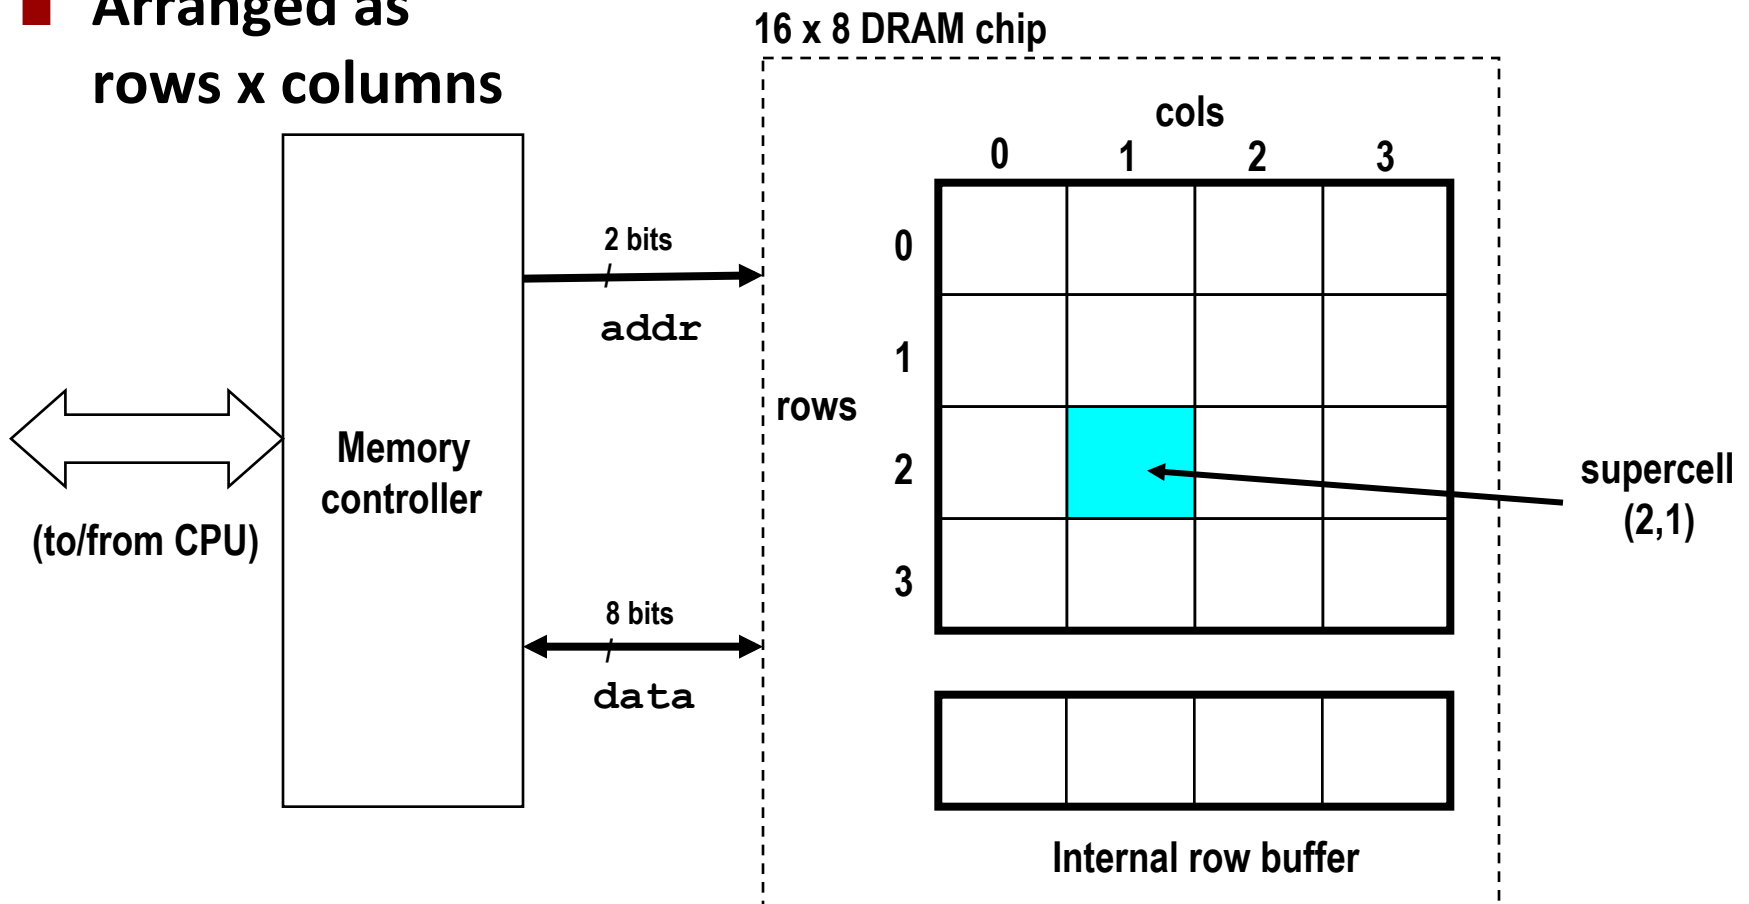 Arranged as
rows x columns
16 x 8 DRAM chip
cols
0 1 2 3
2 bits
addr
0
1
rows
2
3
Memory
controller
(to/from CPU)
supercell
(2,1)
8 bits
data
Internal row buffer